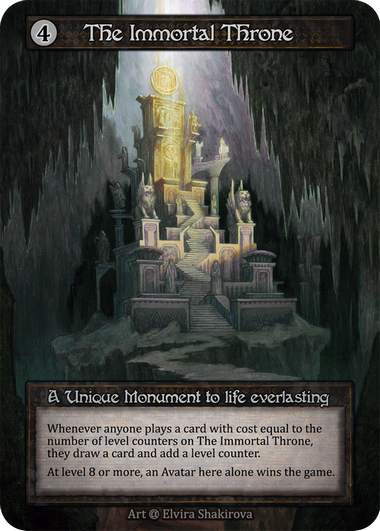 4
The Immortal Throne
A Unique Monument to life everlasting
Whenever anyone plays a card with cost equal to the
number of level counters on The Immortal Throne,
they draw a card and add a level counter.
At level 8 or more, an Avatar here alone wins the game.
Art @ Elvira Shakirova